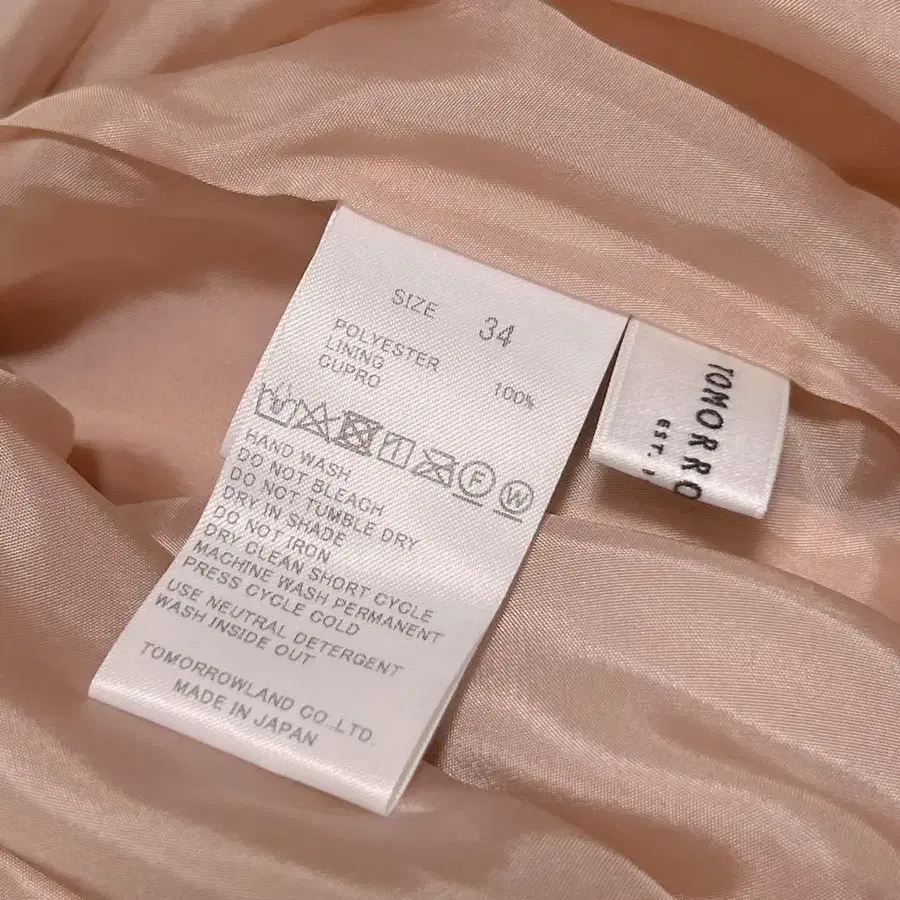 SIZE 34
POLYESTER 100%
LINING
CUPRO
F W
HAND WASH
DO NOT BLEACH
DO NOT TUMBLE DRY
DRY IN SHADE
DO NOT IRON
DRY CLEAN SHORT CYCLE
MACHINE WASH PERMANENT
PRESS CYCLE COLD
USE NEUTRAL DETERGENT
WASH INSIDE OUT
TOMORROWLAND CO.,LTD.
MADE IN JAPAN
TOMORRO
EST.